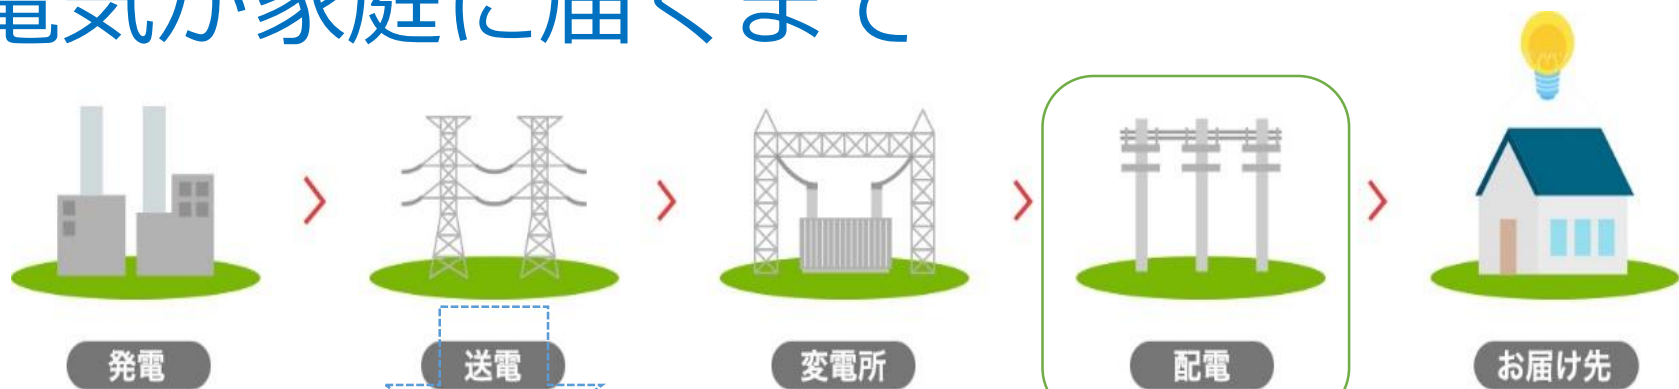 電気が家庭に届くまで
発電
送電
変電所
配電
お届け先